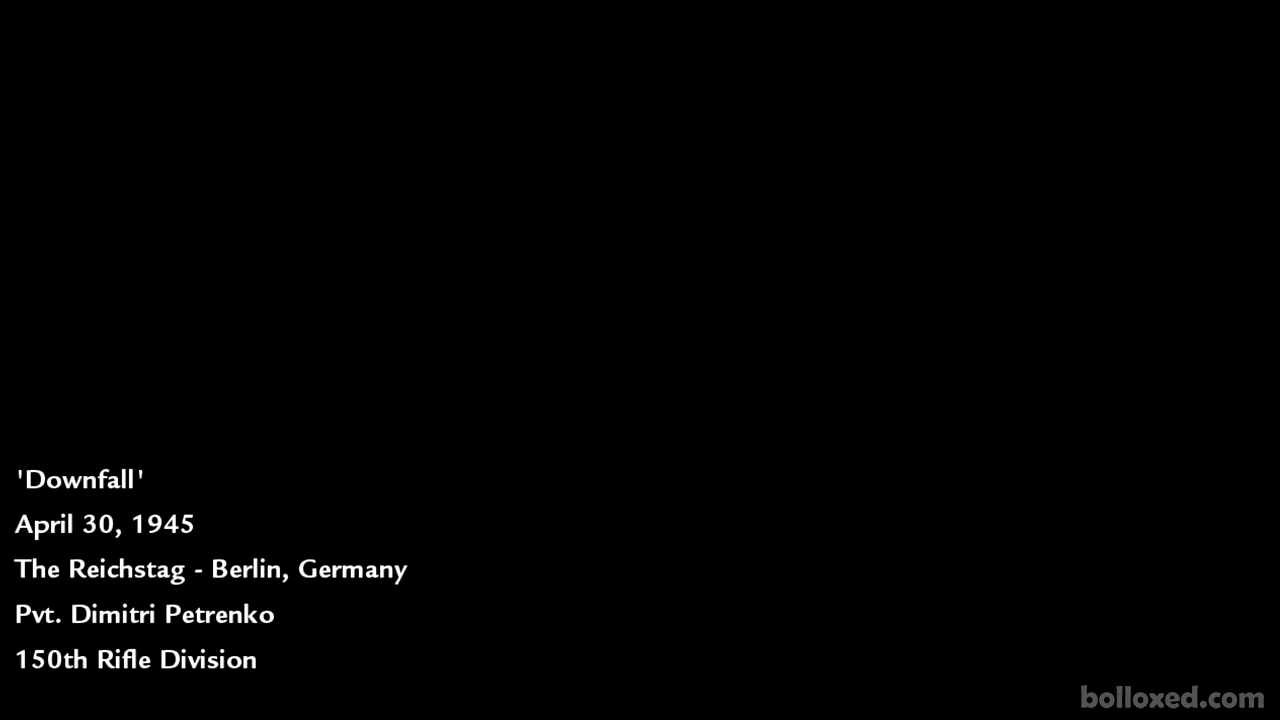 'Downfall'
April 30, 1945
The Reichstag - Berlin, Germany
Pvt. Dimitri Petrenko
150th Rifle Division
bolloxed.com